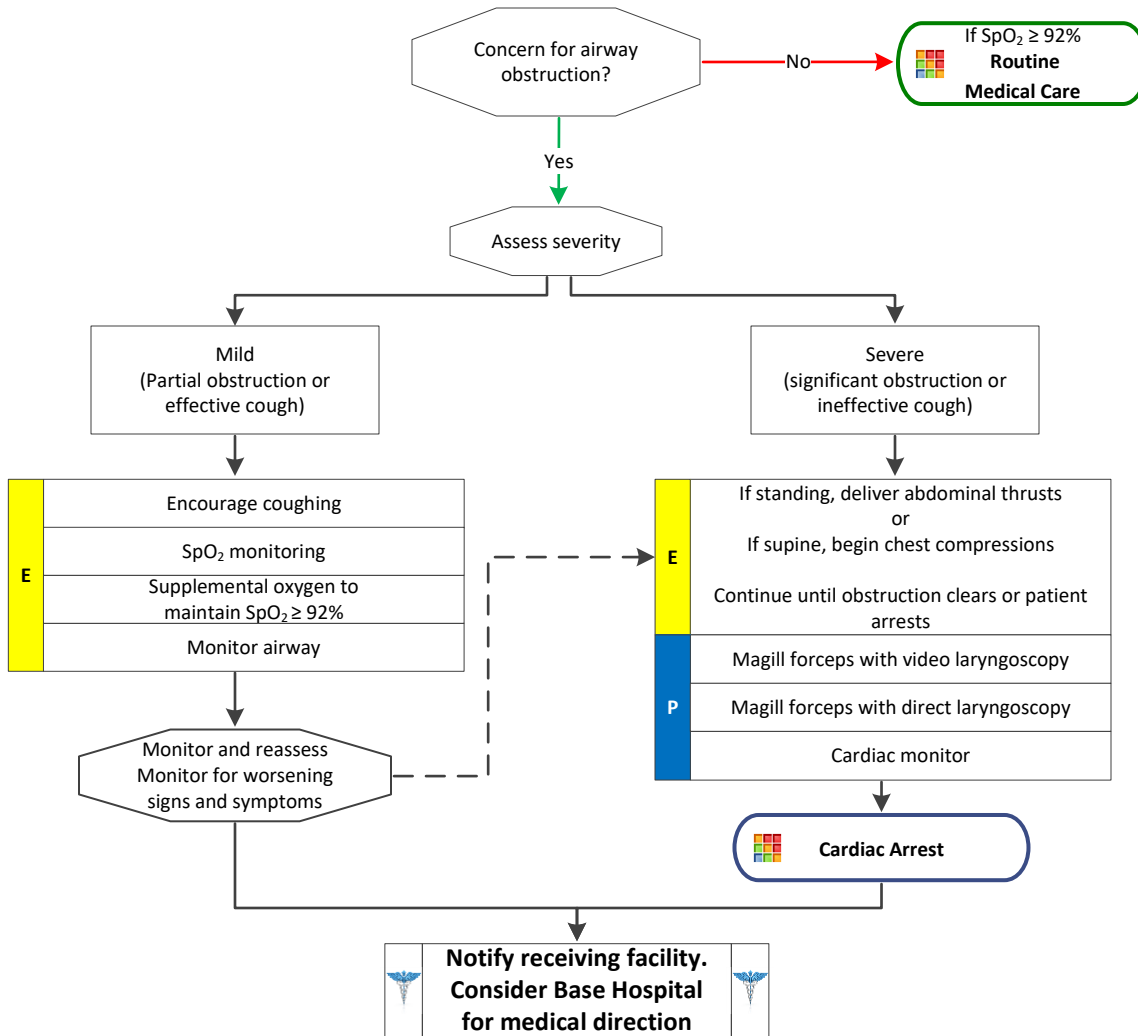 Concern for airway
obstruction?
No
If SpO₂ ≥ 92%
Routine
Medical Care
Yes
Assess severity
Mild
(Partial obstruction or
effective cough)
Severe
(significant obstruction or
ineffective cough)
E
Encourage coughing
SpO₂ monitoring
Supplemental oxygen to
maintain SpO₂ ≥ 92%
Monitor airway
E
If standing, deliver abdominal thrusts
or
If supine, begin chest compressions
Continue until obstruction clears or patient
arrests
P
Magill forceps with video laryngoscopy
Magill forceps with direct laryngoscopy
Cardiac monitor
Monitor and reassess
Monitor for worsening
signs and symptoms
Cardiac Arrest
Notify receiving facility.
Consider Base Hospital
for medical direction